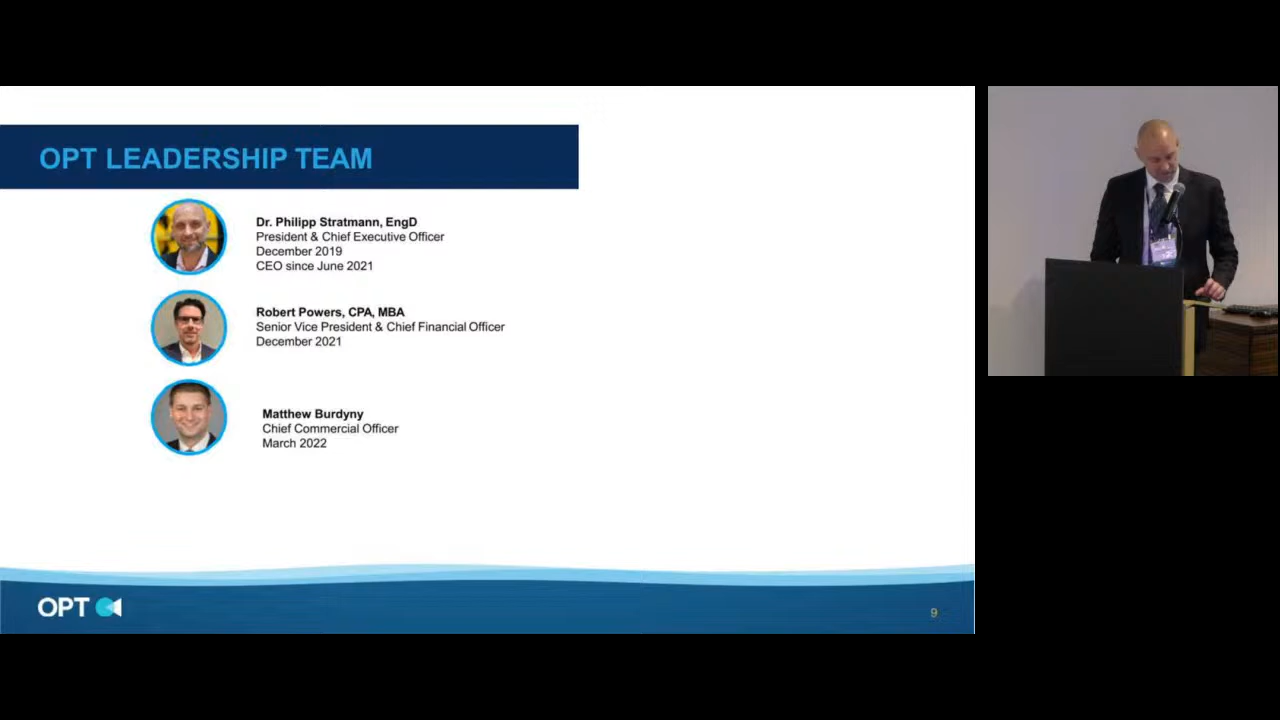 OPT LEADERSHIP TEAM
Dr. Philipp Stratmann, EngD
President & Chief Executive Officer
December 2019
CEO since June 2021
Robert Powers, CPA, MBA
Senior Vice President & Chief Financial Officer
December 2021
Matthew Burdyny
Chief Commercial Officer
March 2022
OPT
9